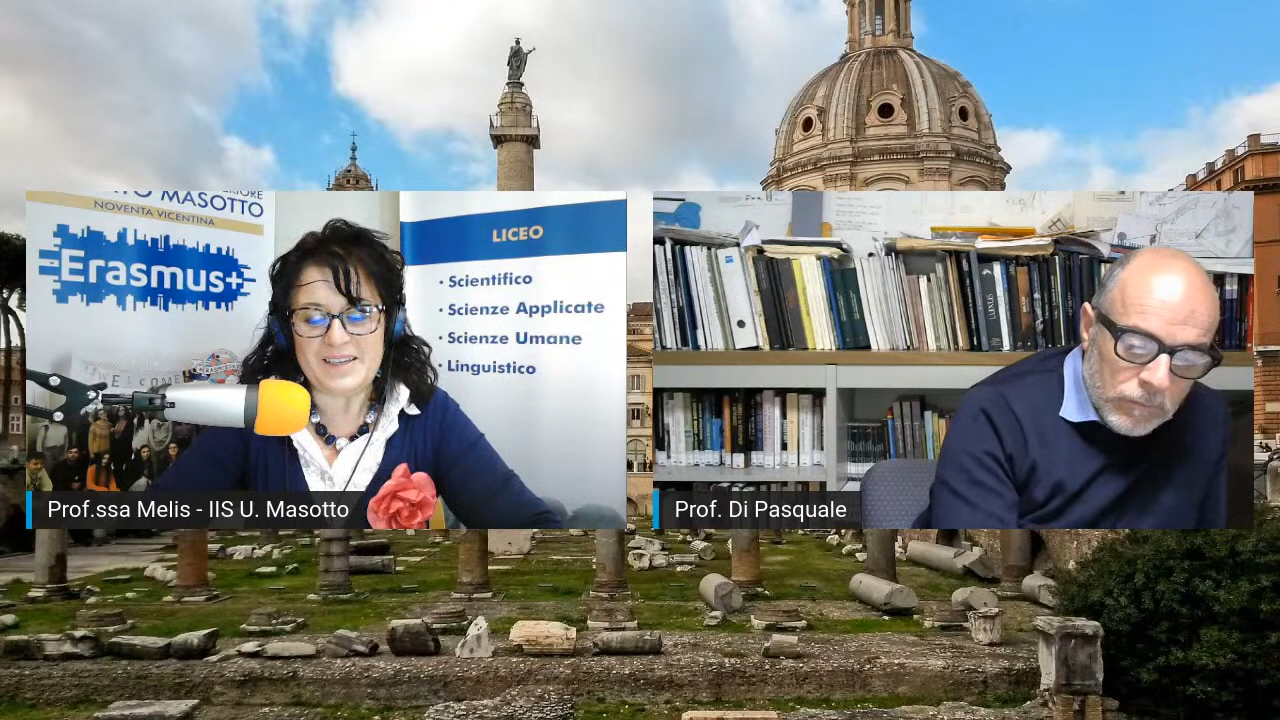 MASOTTO
NOVENTA VICENTINA
Erasmus+
WELCOME
LICEO
· Scientifico
· Scienze Applicate
· Scienze Umane
· Linguistico
Prof.ssa Melis - IIS U. Masotto
Prof. Di Pasquale